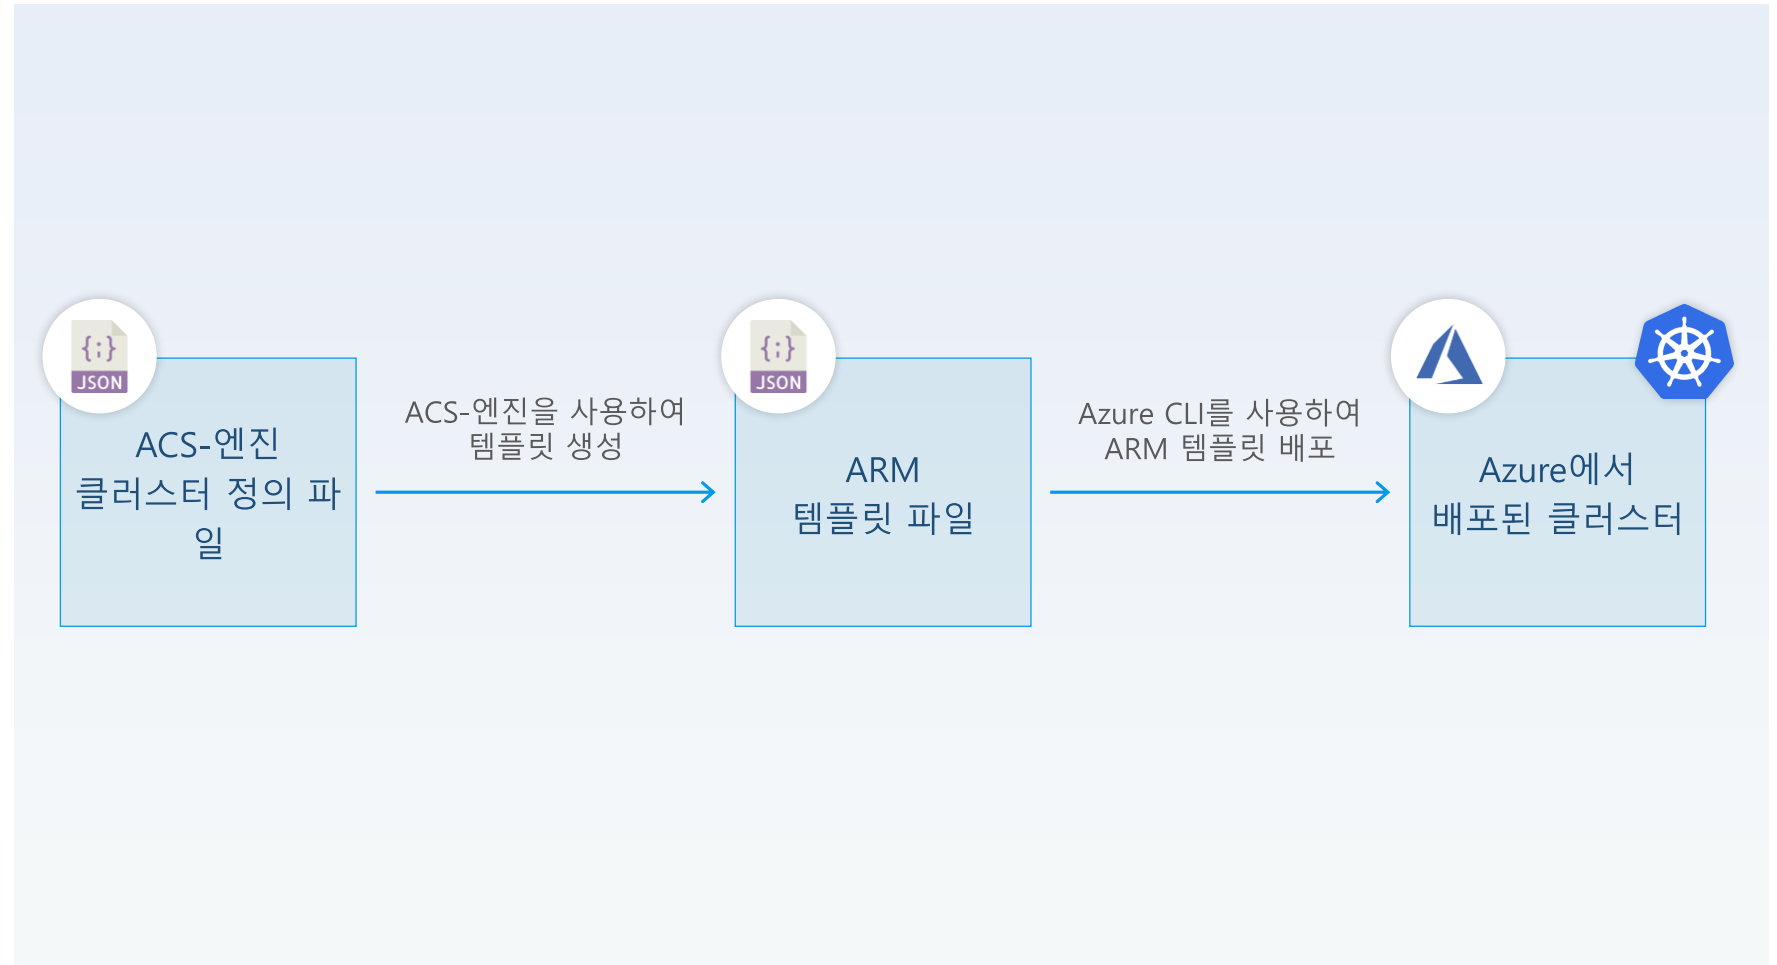 {;}
JSON
ACS-엔진
클러스터 정의 파
일
ACS-엔진을 사용하여
템플릿 생성
{;}
JSON
ARM
템플릿 파일
Azure CLI를 사용하여
ARM 템플릿 배포
Azure에서
배포된 클러스터